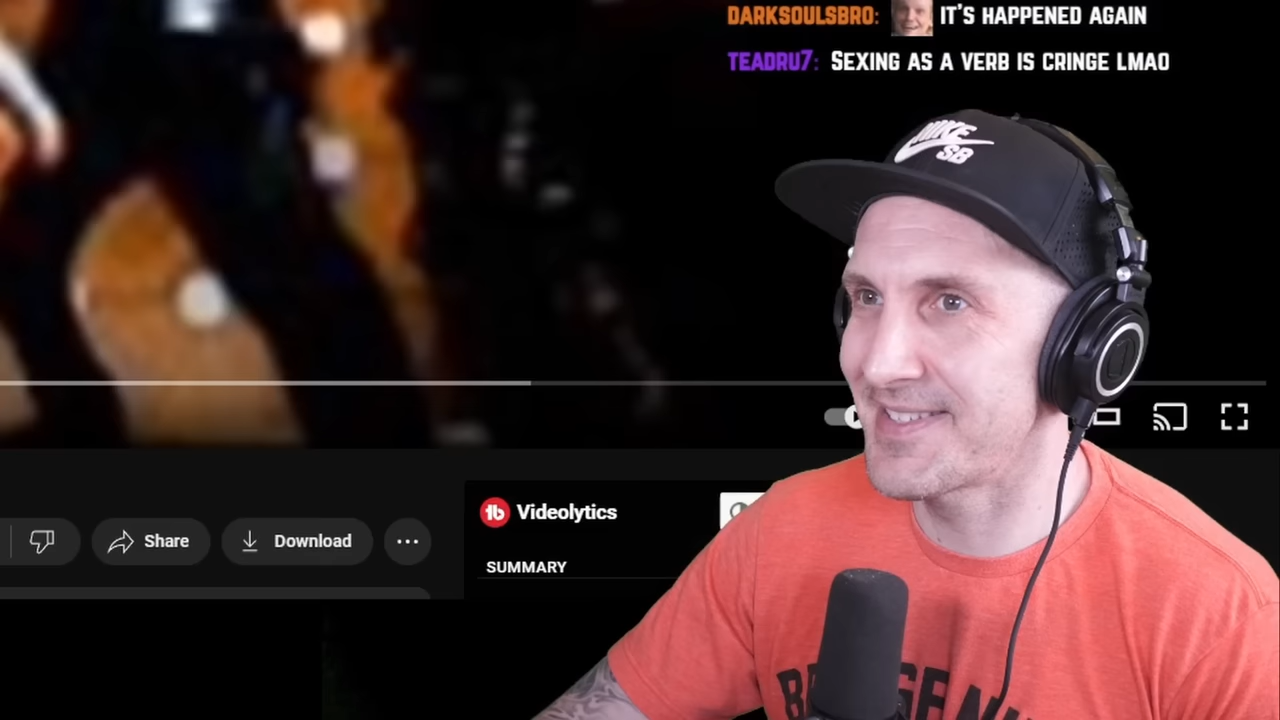 DARKSOULSBRO: IT'S HAPPENED AGAIN
TEADRU7: SEXING AS A VERB IS CRINGE LMAO
NIKE
SB
Share
Download
Videolytics
SUMMARY